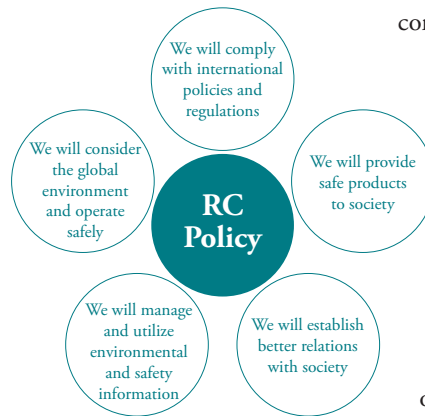 We will comply
with international
policies and
regulations
We will consider
the global
environment
and operate
safely
We will provide
safe products
to society
RC
Policy
We will manage
and utilize
environmental
and safety
information
We will establish
better relations
with society